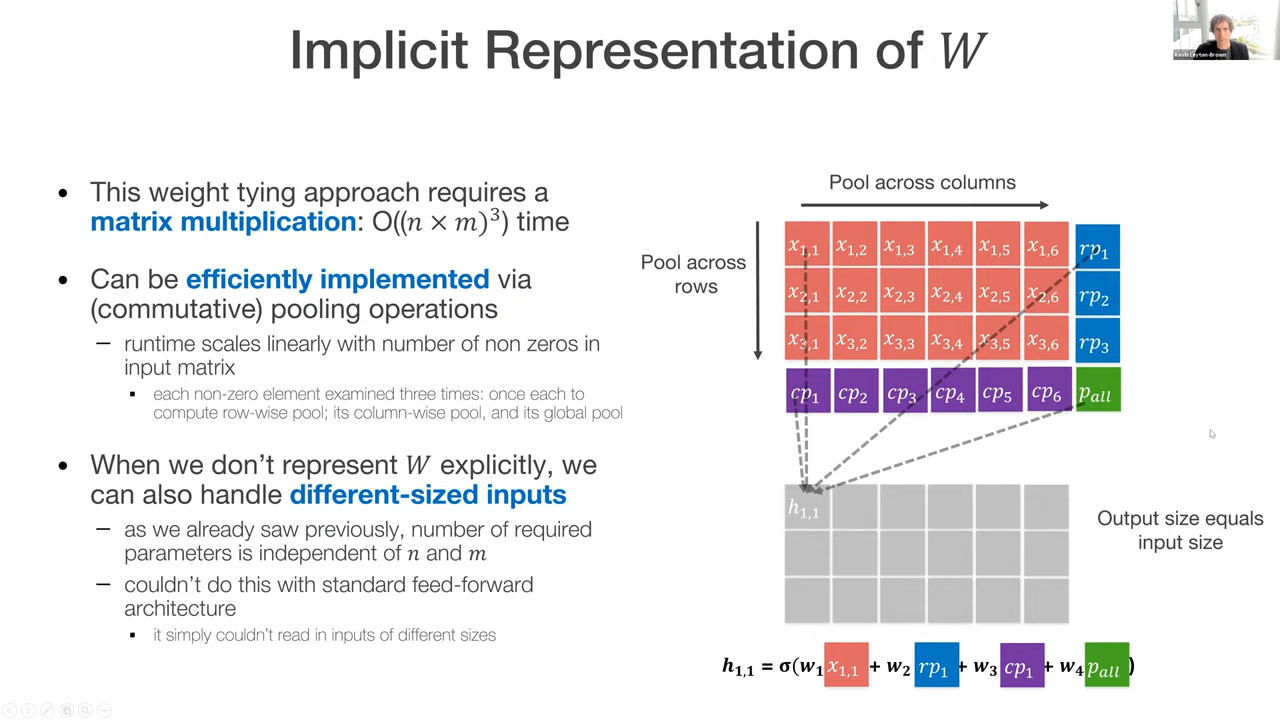 Implicit Representation of W
Kevin Leyton-Brown
• This weight tying approach requires a
matrix multiplication: O((n × m)³) time
• Can be efficiently implemented via
(commutative) pooling operations
– runtime scales linearly with number of non zeros in
input matrix
▪ each non-zero element examined three times: once each to
compute row-wise pool; its column-wise pool, and its global pool
• When we don't represent W explicitly, we
can also handle different-sized inputs
– as we already saw previously, number of required
parameters is independent of n and m
– couldn't do this with standard feed-forward
architecture
▪ it simply couldn't read in inputs of different sizes
Pool across columns
Pool across
rows
x₁,₁ x₁,₂ x₁,₃ x₁,₄ x₁,₅ x₁,₆ rp₁
x₂,₁ x₂,₂ x₂,₃ x₂,₄ x₂,₅ x₂,₆ rp₂
x₃,₁ x₃,₂ x₃,₃ x₃,₄ x₃,₅ x₃,₆ rp₃
cp₁ cp₂ cp₃ cp₄ cp₅ cp₆ p_all
h₁,₁
Output size equals
input size
h₁,₁ = σ(w₁ x₁,₁ + w₂ rp₁ + w₃ cp₁ + w₄ p_all)